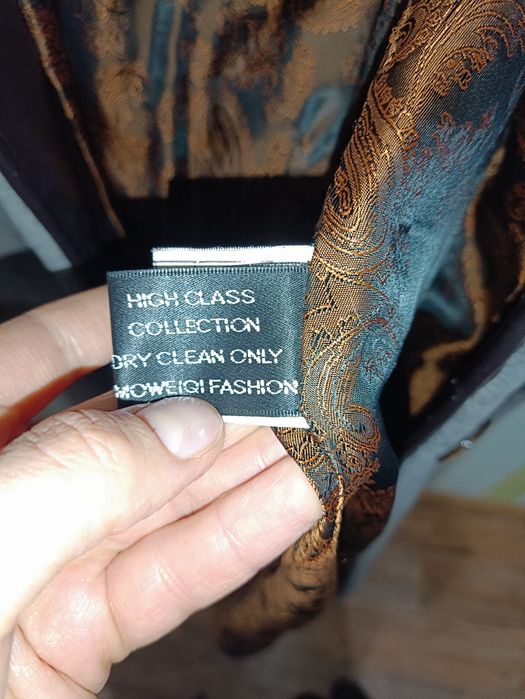 HIGH CLASS
COLLECTION
DRY CLEAN ONLY
MOWEIQI FASHION